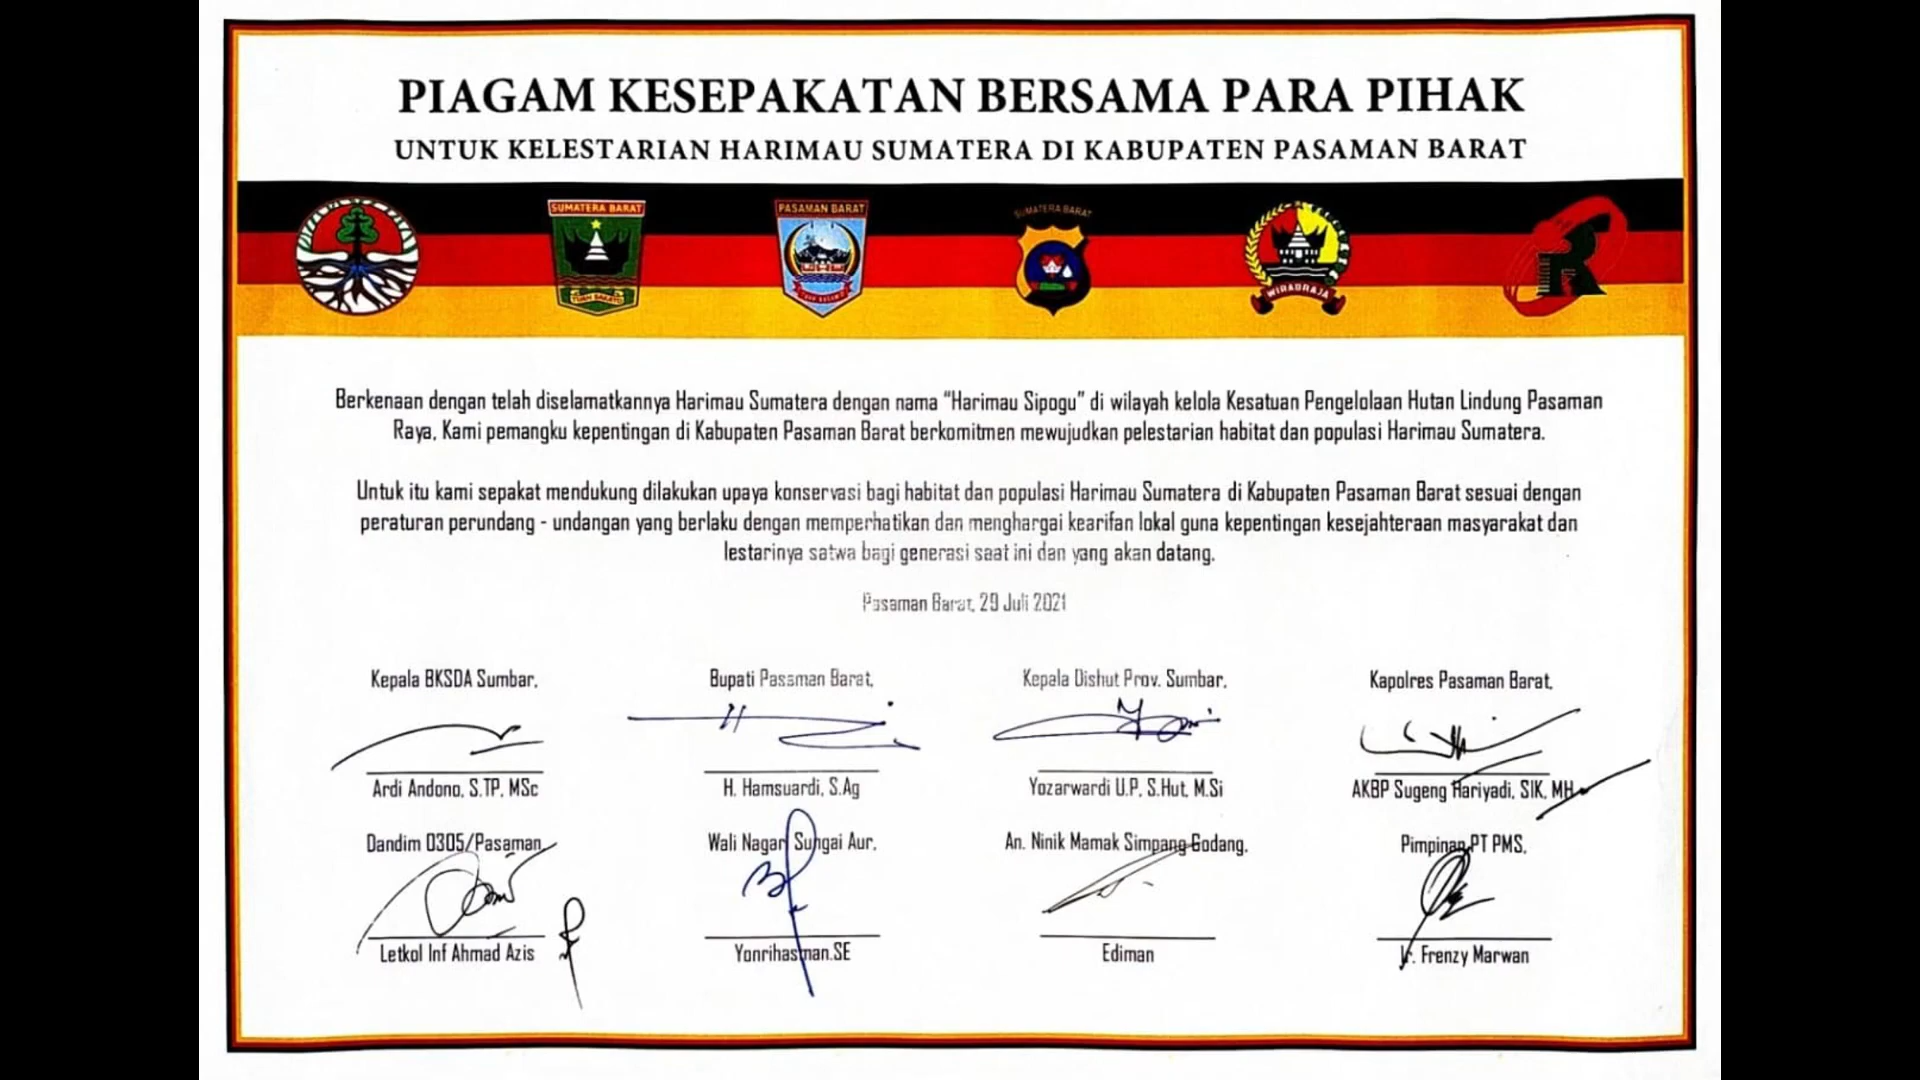 PIAGAM KESEPAKATAN BERSAMA PARA PIHAK
UNTUK KELESTARIAN HARIMAU SUMATERA DI KABUPATEN PASAMAN BARAT
SUMATERA BARAT
PASAMAN BARAT
SUMATERA BARAT
TUAH SAKATO
WIRABRAJA
R
Berkenaan dengan telah diselamatkannya Harimau Sumatera dengan nama “Harimau Sipogu” di wilayah kelola Kesatuan Pengelolaan Hutan Lindung Pasaman
Raya, Kami pemangku kepentingan di Kabupaten Pasaman Barat berkomitmen mewujudkan pelestarian habitat dan populasi Harimau Sumatera.
Untuk itu kami sepakat mendukung dilakukan upaya konservasi bagi habitat dan populasi Harimau Sumatera di Kabupaten Pasaman Barat sesuai dengan
peraturan perundang - undangan yang berlaku dengan memperhatikan dan menghargai kearifan lokal guna kepentingan kesejahteraan masyarakat dan
lestarinya satwa bagi generasi saat ini dan yang akan datang.
Pasaman Barat, 29 Juli 2021
Kepala BKSDA Sumbar,
Bupati Pasaman Barat,
Kepala Dishut Prov. Sumbar,
Kapolres Pasaman Barat,
Ardi Andono, S.TP, MSc
H. Hamsuardi, S.Ag
Yozarwardi U.P, S.Hut, M.Si
AKBP Sugeng Hariyadi, SIK, MH
Dandim 0305/Pasaman,
Wali Nagari Sungai Aur,
An. Ninik Mamak Simpang Godang,
Pimpinan PT PMS,
Letkol Inf Ahmad Azis
Yonrihasman.SE
Ediman
Ir. Frenzy Marwan